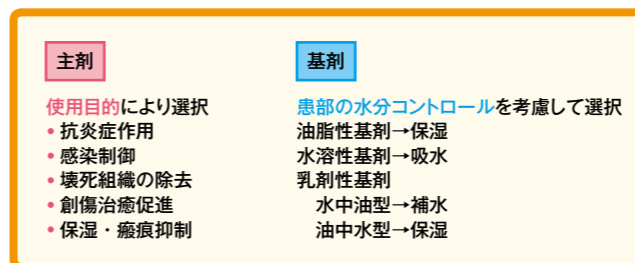 主剤
使用目的により選択
• 抗炎症作用
• 感染制御
• 壊死組織の除去
• 創傷治癒促進
• 保湿・瘢痕抑制
基剤
患部の水分コントロールを考慮して選択
油脂性基剤→保湿
水溶性基剤→吸水
乳剤性基剤
水中油型→補水
油中水型→保湿